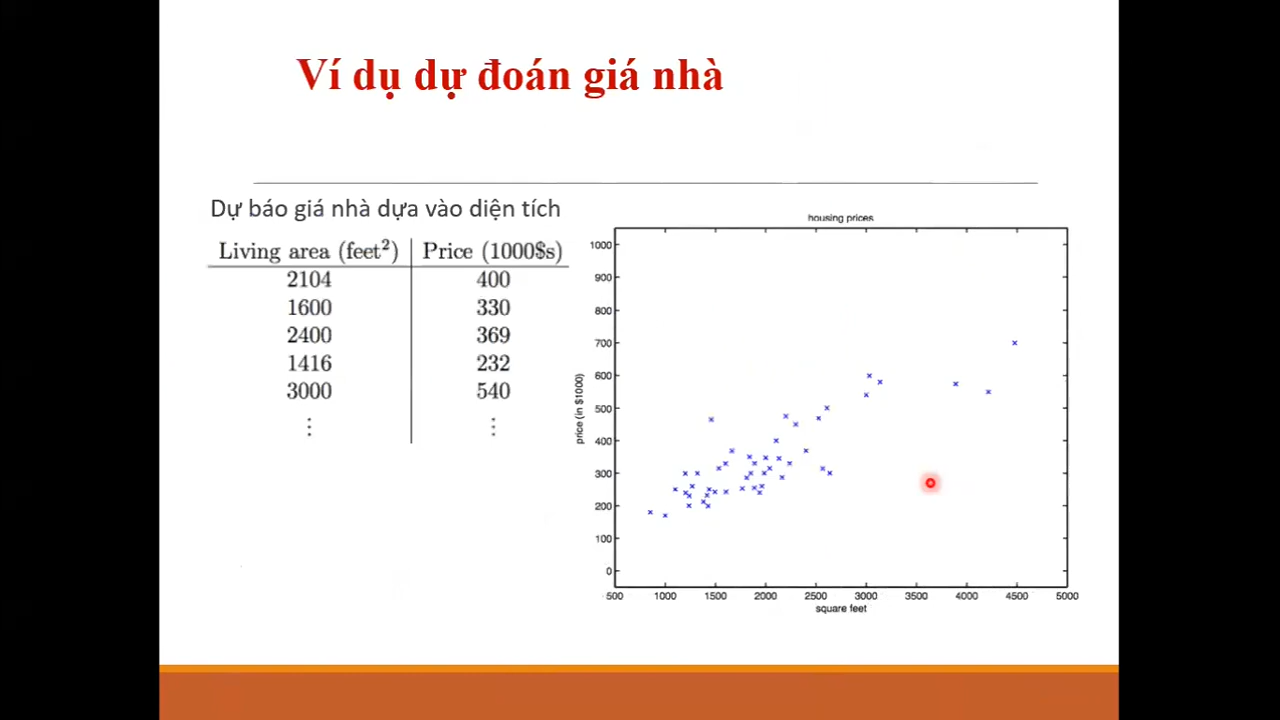 Ví dụ dự đoán giá nhà
Dự báo giá nhà dựa vào diện tích
Living area (feet²) Price (1000$s)
2104 400
1600 330
2400 369
1416 232
3000 540
⋮ ⋮
housing prices
1000
900
800
700
600
500
400
300
200
100
0
price (in $1000)
500 1000 1500 2000 2500 3000 3500 4000 4500 5000
square feet